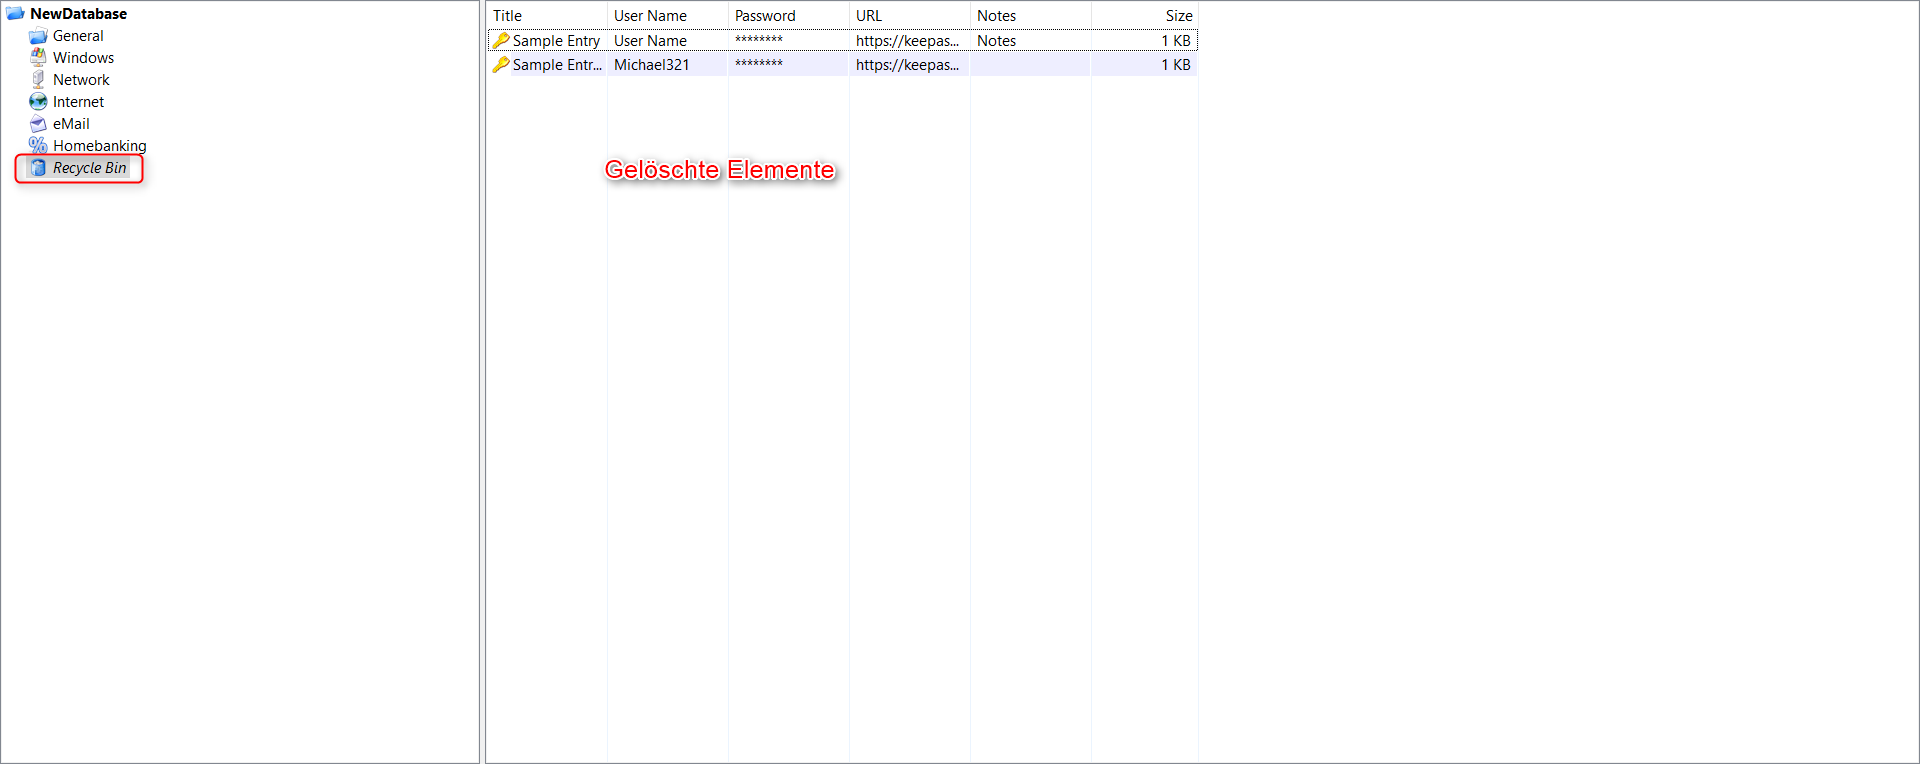 NewDatabase
General
Windows
Network
Internet
eMail
Homebanking
Recycle Bin
Title User Name Password URL Notes Size
Sample Entry User Name ******** https://keepas... Notes 1 KB
Sample Entr... Michael321 ******** https://keepas... 1 KB
Gelöschte Elemente